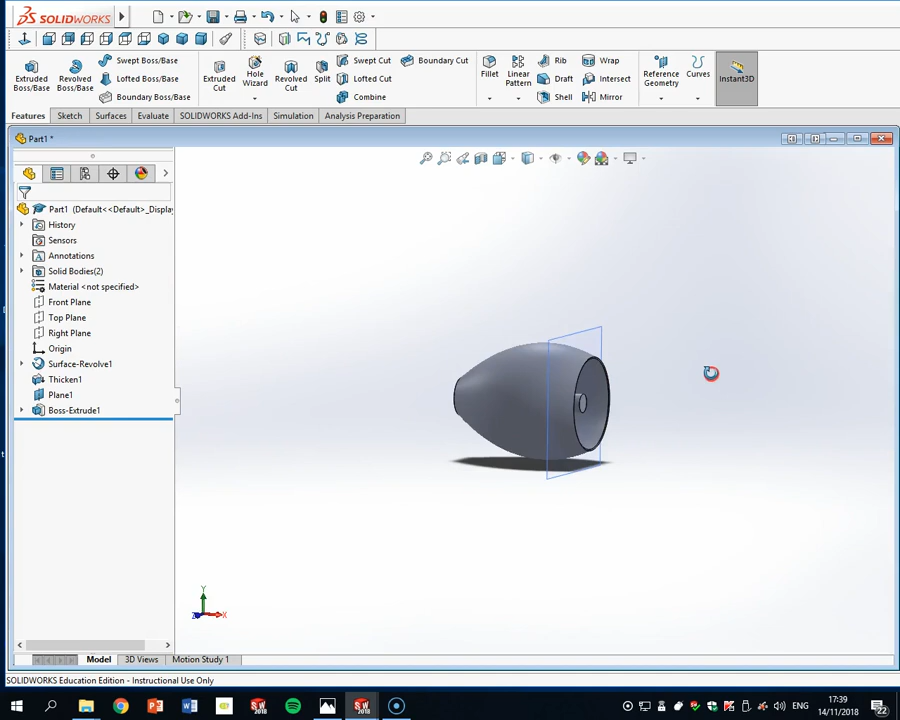 SOLIDWORKS
Extruded Boss/Base
Revolved Boss/Base
Swept Boss/Base
Lofted Boss/Base
Boundary Boss/Base
Extruded Cut
Hole Wizard
Revolved Cut
Split
Swept Cut
Lofted Cut
Combine
Boundary Cut
Fillet
Linear Pattern
Rib
Draft
Shell
Wrap
Intersect
Mirror
Reference Geometry
Curves
Instant3D
Features
Sketch
Surfaces
Evaluate
SOLIDWORKS Add-Ins
Simulation
Analysis Preparation
Part1 *
Part1 (Default<<Default>_Displa
History
Sensors
Annotations
Solid Bodies(2)
Material <not specified>
Front Plane
Top Plane
Right Plane
Origin
Surface-Revolve1
Thicken1
Plane1
Boss-Extrude1
Y
X
Z
Model
3D Views
Motion Study 1
SOLIDWORKS Education Edition - Instructional Use Only
ENG
17:39
14/11/2018
22